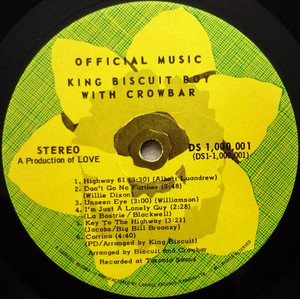 OFFICIAL MUSIC
KING BISCUIT BOY
WITH CROWBAR
STEREO
A Production of LOVE
DS 1,000,001
(DS1-1,000,001)
1. Highway 61 (3:30) (Albert Luandrew)
2. Don't Go No Further (3:48)
(Willie Dixon)
3. Unseen Eye (3:00) (Williamson)
4. I'm Just A Lonely Guy (2:28)
(La Bostrie / Blackwell)
5. Key To The Highway (3:21)
(Jacobs/Big Bill Broonzy)
6. Corrina (4:40)
(PD/Arranged by King Biscuit)
Arranged by Biscuit and Crowbar
Recorded at Toronto Sound